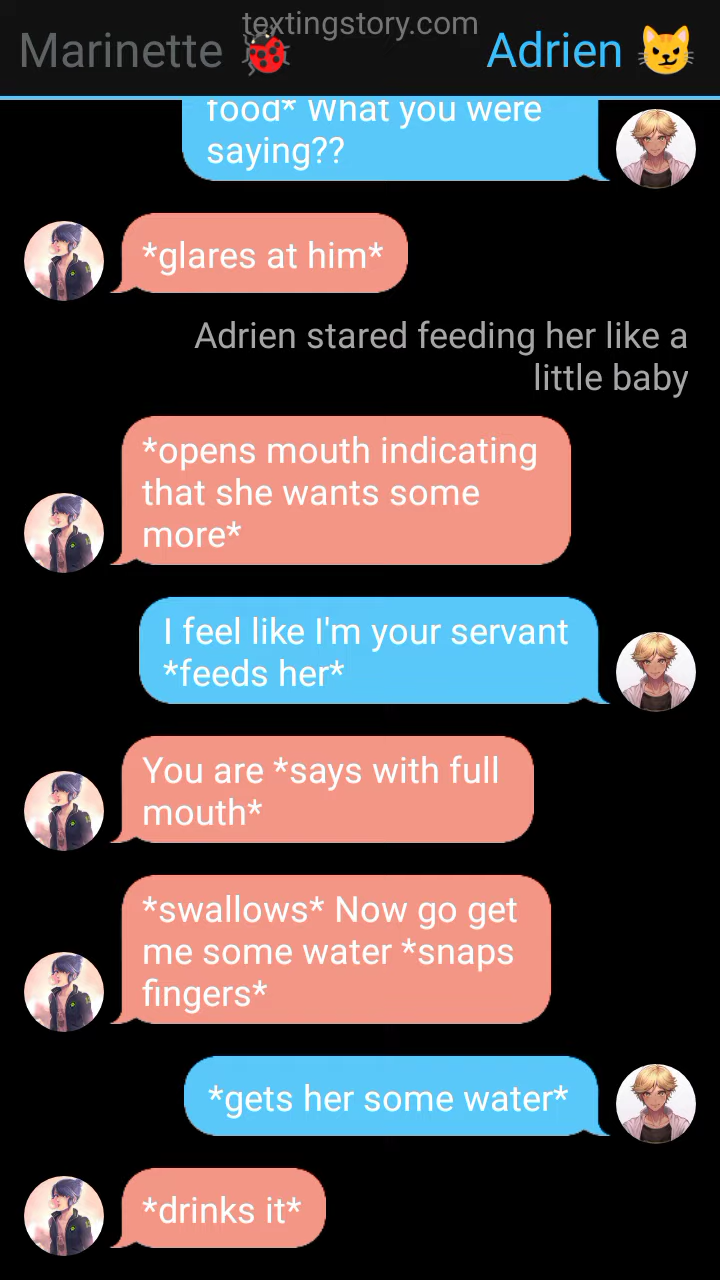 textingstory.com
Marinette 🐞
Adrien 😼
food* What you were
saying??
*glares at him*
Adrien stared feeding her like a
little baby
*opens mouth indicating
that she wants some
more*
I feel like I'm your servant
*feeds her*
You are *says with full
mouth*
*swallows* Now go get
me some water *snaps
fingers*
*gets her some water*
*drinks it*